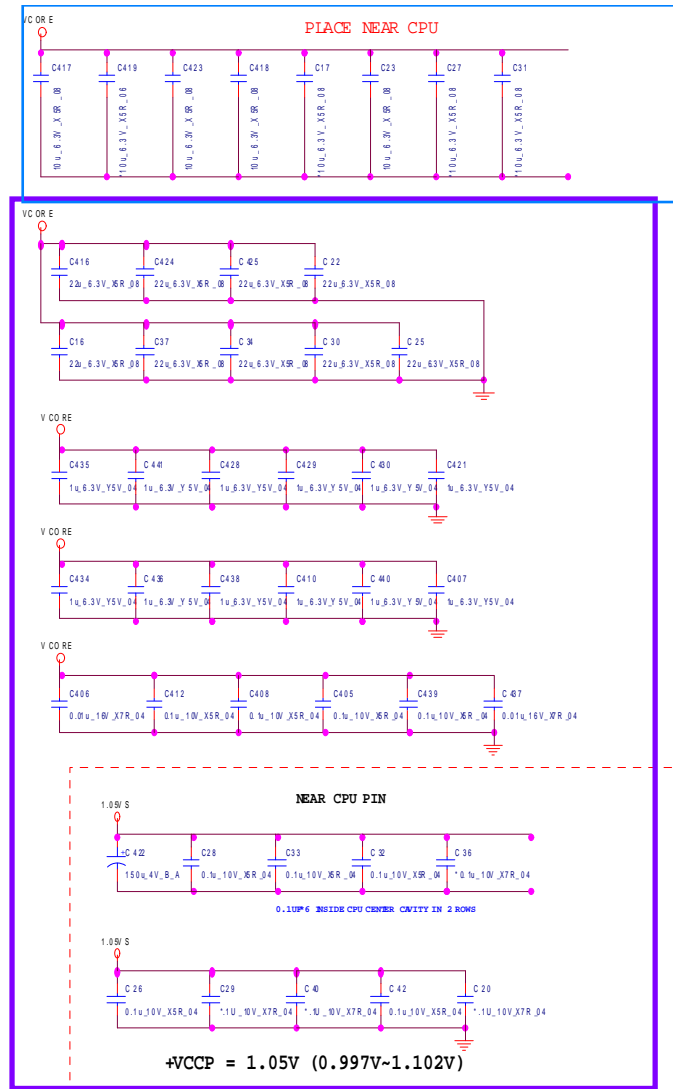 VCORE
PLACE NEAR CPU
C417 C419 C423 C418 C17 C23 C27 C31
10u_6.3V_X5R_08 *10u_6.3V_X5R_06 10u_6.3V_X5R_08 10u_6.3V_X5R_08 *10u_6.3V_X5R_08 10u_6.3V_X5R_08 *10u_6.3V_X5R_08 *10u_6.3V_X5R_08
VCORE
C416 C424 C425 C22
22u_6.3V_X5R_08 22u_6.3V_X5R_08 22u_6.3V_X5R_08 22u_6.3V_X5R_08
C16 C37 C34 C30 C25
22u_6.3V_X5R_08 22u_6.3V_X5R_08 22u_6.3V_X5R_08 22u_6.3V_X5R_08 22u_6.3V_X5R_08
VCORE
C435 C441 C428 C429 C430 C421
1u_6.3V_Y5V_04 1u_6.3V_Y5V_04 1u_6.3V_Y5V_04 1u_6.3V_Y5V_04 1u_6.3V_Y5V_04 1u_6.3V_Y5V_04
VCORE
C434 C436 C438 C410 C440 C407
1u_6.3V_Y5V_04 1u_6.3V_Y5V_04 1u_6.3V_Y5V_04 1u_6.3V_Y5V_04 1u_6.3V_Y5V_04 1u_6.3V_Y5V_04
VCORE
C406 C412 C408 C405 C439 C437
0.01u_16V_X7R_04 0.1u_10V_X5R_04 0.1u_10V_X5R_04 0.1u_10V_X5R_04 0.1u_10V_X5R_04 0.01u_16V_X7R_04
NEAR CPU PIN
1.05VS
+ C422 C28 C33 C32 C36
150u_4V_B_A 0.1u_10V_X5R_04 0.1u_10V_X5R_04 0.1u_10V_X5R_04 *0.1u_10V_X7R_04
0.1UF*6 INSIDE CPU CENTER CAVITY IN 2 ROWS
1.05VS
C26 C29 C40 C42 C20
0.1u_10V_X5R_04 *.1U_10V_X7R_04 *.1U_10V_X7R_04 0.1u_10V_X5R_04 *.1U_10V_X7R_04
+VCCP = 1.05V (0.997V~1.102V)